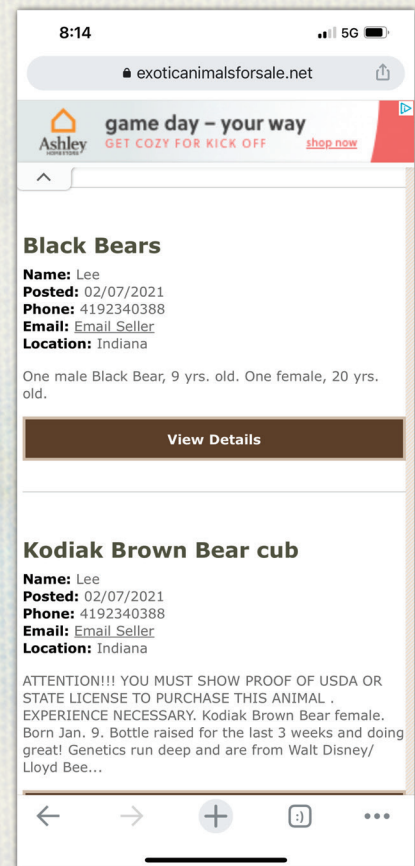 8:14
5G
exoticanimalsforsale.net
Ashley
HOMESTORE
game day – your way
GET COZY FOR KICK OFF
shop now
Black Bears
Name: Lee
Posted: 02/07/2021
Phone: 4192340388
Email: Email Seller
Location: Indiana
One male Black Bear, 9 yrs. old. One female, 20 yrs.
old.
View Details
Kodiak Brown Bear cub
Name: Lee
Posted: 02/07/2021
Phone: 4192340388
Email: Email Seller
Location: Indiana
ATTENTION!!! YOU MUST SHOW PROOF OF USDA OR
STATE LICENSE TO PURCHASE THIS ANIMAL .
EXPERIENCE NECESSARY. Kodiak Brown Bear female.
Born Jan. 9. Bottle raised for the last 3 weeks and doing
great! Genetics run deep and are from Walt Disney/
Lloyd Bee...
:)